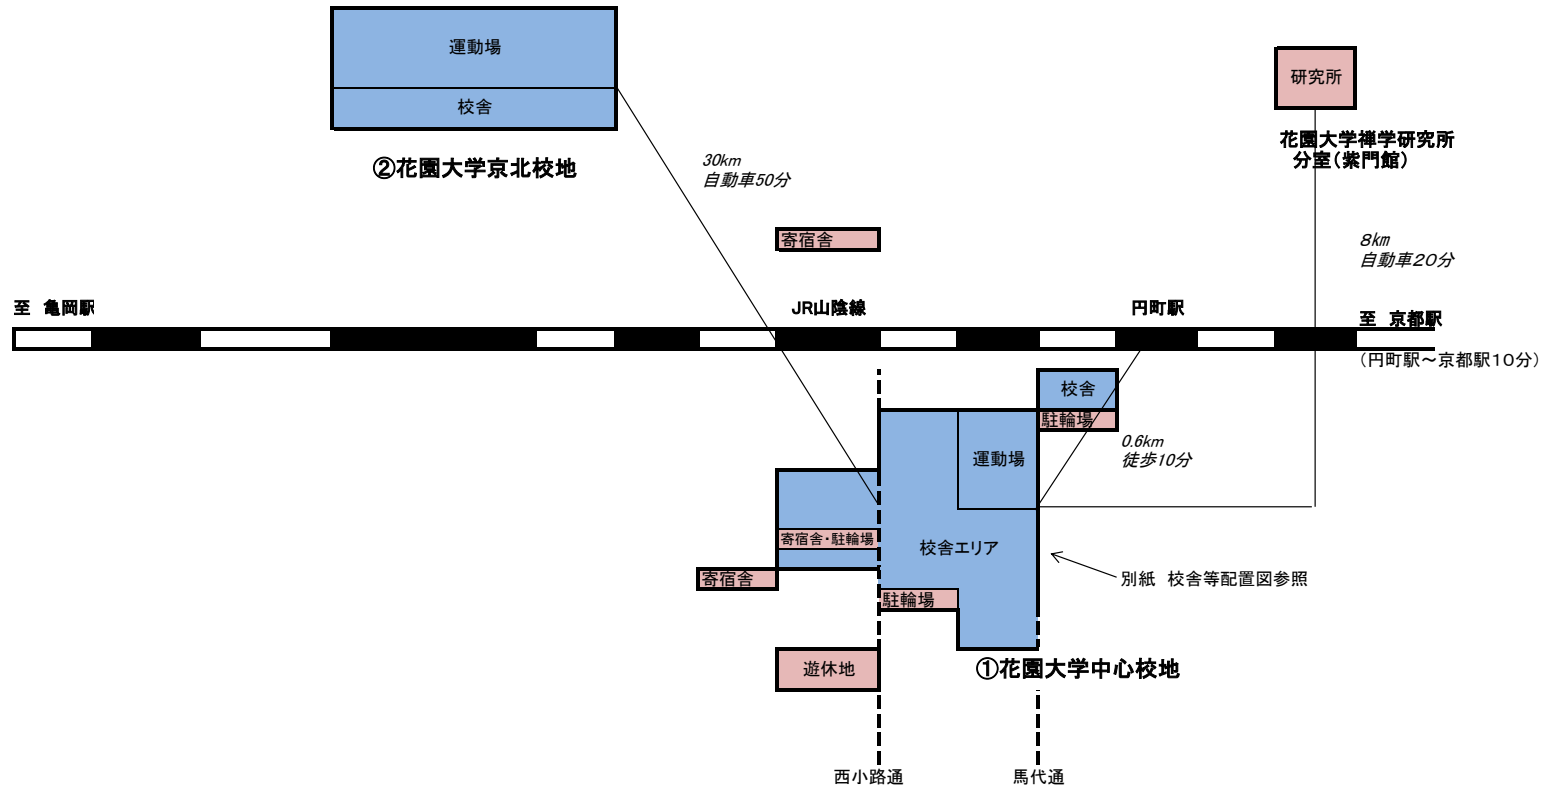 運動場
校舎
②花園大学京北校地
研究所
花園大学禅学研究所
分室(紫門館)
30km
自動車50分
寄宿舎
8㎞
自動車２０分
至　亀岡駅
JR山陰線
円町駅
至　京都駅
(円町駅～京都駅１０分)
校舎
駐輪場
運動場
0.6km
徒歩10分
寄宿舎・駐輪場
校舎エリア
寄宿舎
駐輪場
別紙　校舎等配置図参照
遊休地
①花園大学中心校地
西小路通
馬代通